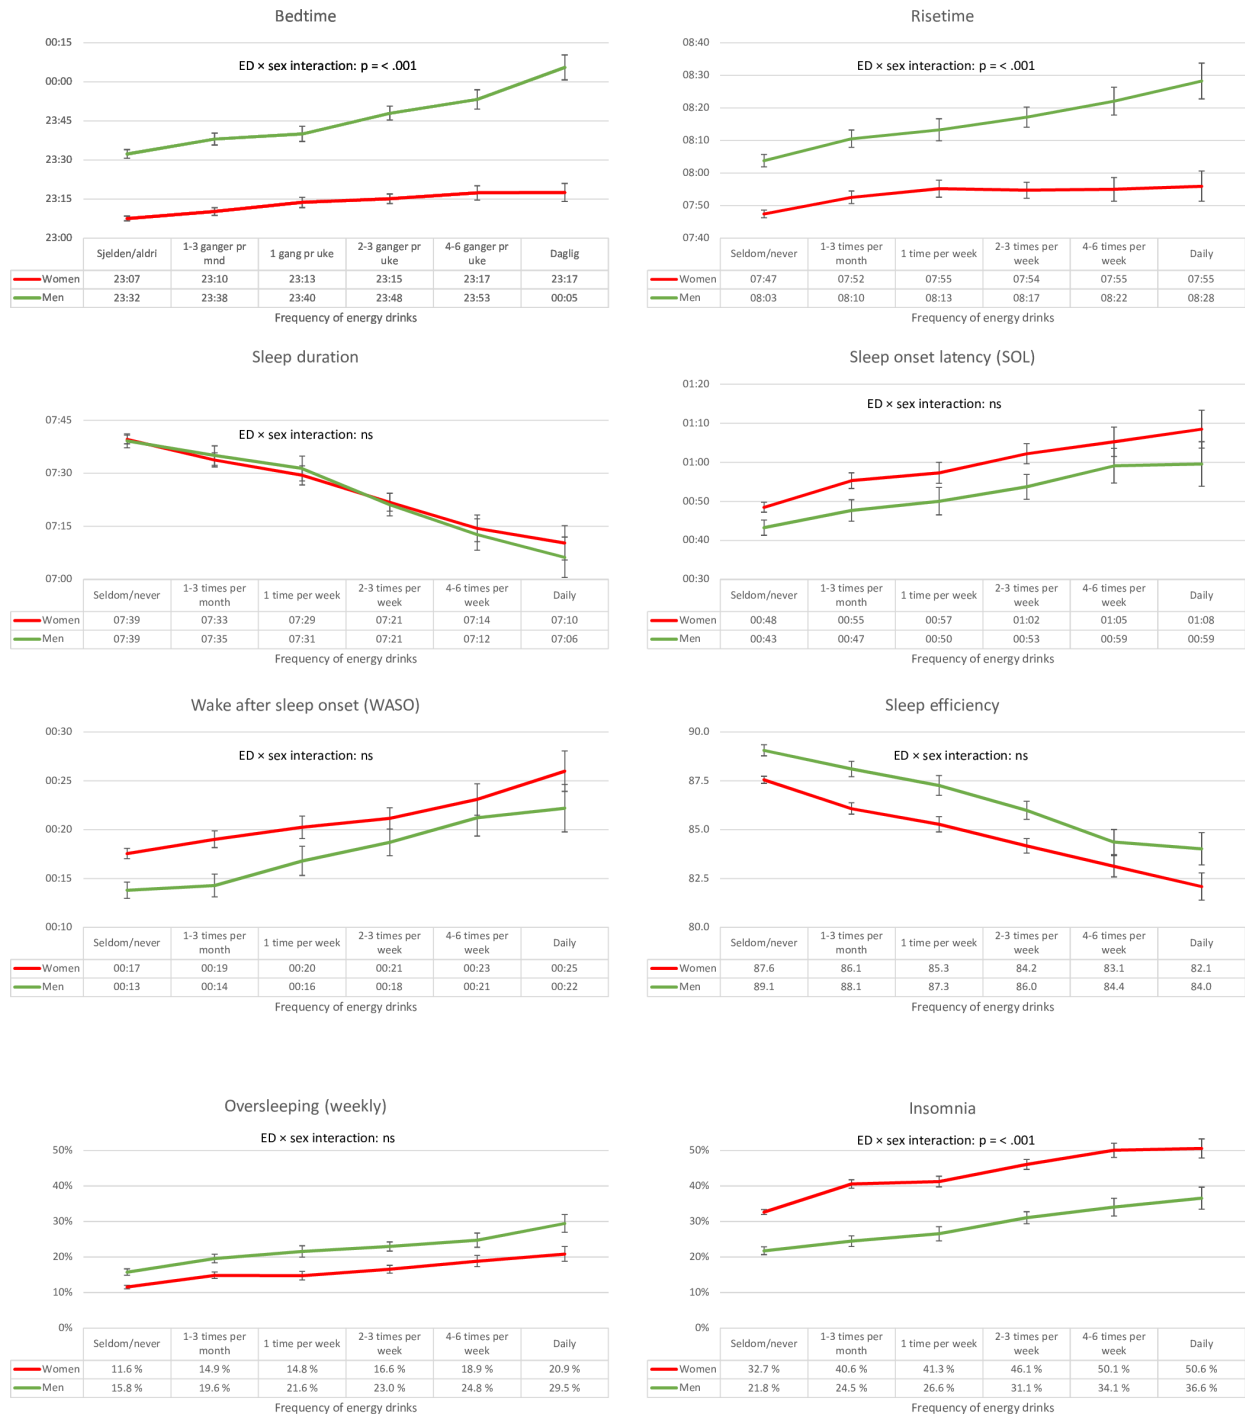 Bedtime
00:15
00:00
23:45
23:30
23:15
23:00
ED × sex interaction: p = < .001
Sjelden/aldri 1-3 ganger pr mnd 1 gang pr uke 2-3 ganger pr uke 4-6 ganger pr uke Daglig
Women 23:07 23:10 23:13 23:15 23:17 23:17
Men 23:32 23:38 23:40 23:48 23:53 00:05
Frequency of energy drinks
Risetime
08:40
08:30
08:20
08:10
08:00
07:50
07:40
ED × sex interaction: p = < .001
Seldom/never 1-3 times per month 1 time per week 2-3 times per week 4-6 times per week Daily
Women 07:47 07:52 07:55 07:54 07:55 07:55
Men 08:03 08:10 08:13 08:17 08:22 08:28
Frequency of energy drinks
Sleep duration
07:45
07:30
07:15
07:00
ED × sex interaction: ns
Seldom/never 1-3 times per month 1 time per week 2-3 times per week 4-6 times per week Daily
Women 07:39 07:33 07:29 07:21 07:14 07:10
Men 07:39 07:35 07:31 07:21 07:12 07:06
Frequency of energy drinks
Sleep onset latency (SOL)
01:20
01:10
01:00
00:50
00:40
00:30
ED × sex interaction: ns
Seldom/never 1-3 times per month 1 time per week 2-3 times per week 4-6 times per week Daily
Women 00:48 00:55 00:57 01:02 01:05 01:08
Men 00:43 00:47 00:50 00:53 00:59 00:59
Frequency of energy drinks
Wake after sleep onset (WASO)
00:30
00:25
00:20
00:15
00:10
ED × sex interaction: ns
Seldom/never 1-3 times per month 1 time per week 2-3 times per week 4-6 times per week Daily
Women 00:17 00:19 00:20 00:21 00:23 00:25
Men 00:13 00:14 00:16 00:18 00:21 00:22
Frequency of energy drinks
Sleep efficiency
90.0
87.5
85.0
82.5
80.0
ED × sex interaction: ns
Seldom/never 1-3 times per month 1 time per week 2-3 times per week 4-6 times per week Daily
Women 87.6 86.1 85.3 84.2 83.1 82.1
Men 89.1 88.1 87.3 86.0 84.4 84.0
Frequency of energy drinks
Oversleeping (weekly)
ED × sex interaction: ns
50%
40%
30%
20%
10%
0%
Seldom/never 1-3 times per month 1 time per week 2-3 times per week 4-6 times per week Daily
Women 11.6 % 14.9 % 14.8 % 16.6 % 18.9 % 20.9 %
Men 15.8 % 19.6 % 21.6 % 23.0 % 24.8 % 29.5 %
Frequency of energy drinks
Insomnia
ED × sex interaction: p = < .001
50%
40%
30%
20%
10%
0%
Seldom/never 1-3 times per month 1 time per week 2-3 times per week 4-6 times per week Daily
Women 32.7 % 40.6 % 41.3 % 46.1 % 50.1 % 50.6 %
Men 21.8 % 24.5 % 26.6 % 31.1 % 34.1 % 36.6 %
Frequency of energy drinks